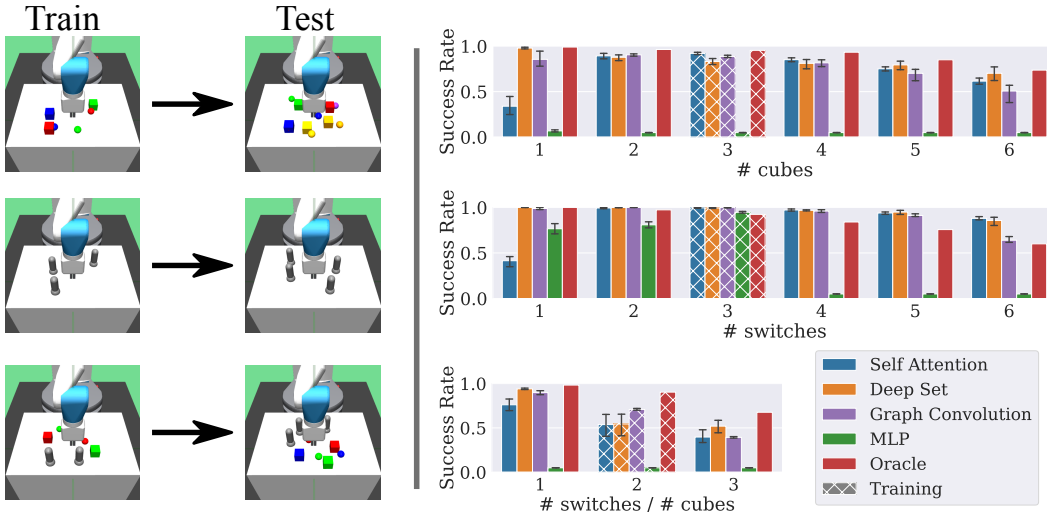 Train
Test
Success Rate
1.0
0.5
0.0
1 2 3 4 5 6
# cubes
Success Rate
1.0
0.5
0.0
1 2 3 4 5 6
# switches
Success Rate
1.0
0.5
0.0
1 2 3
# switches / # cubes
Self Attention
Deep Set
Graph Convolution
MLP
Oracle
Training